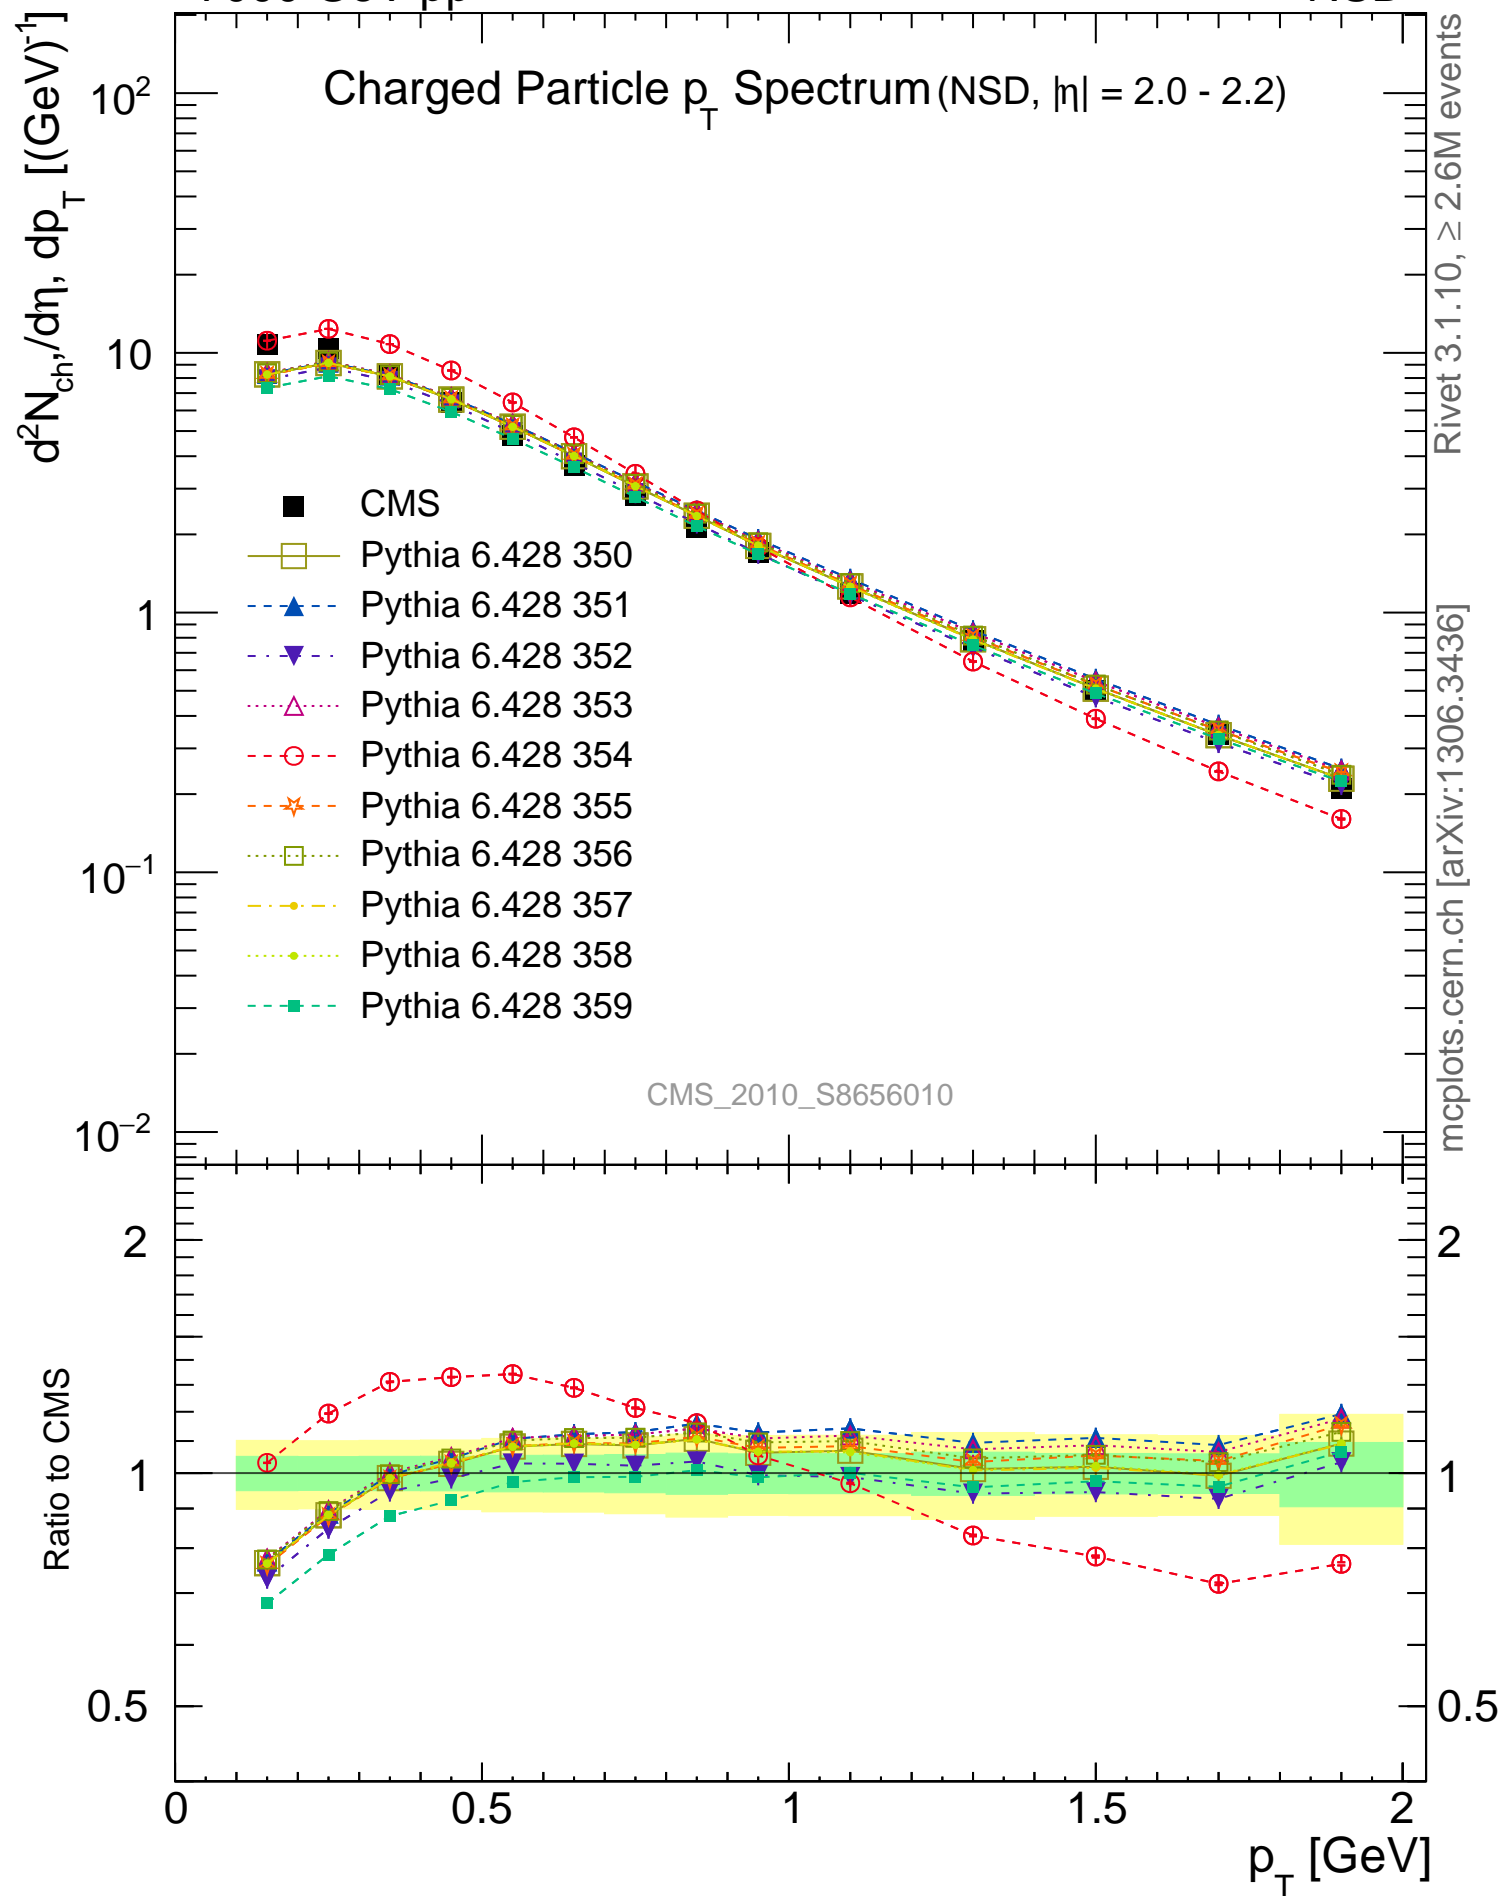 Charged Particle p_T Spectrum (NSD, |η| = 2.0 - 2.2)
d²N_ch,/dη, dp_T [(GeV)⁻¹]
10²
10
1
10⁻¹
10⁻²
CMS
Pythia 6.428 350
Pythia 6.428 351
Pythia 6.428 352
Pythia 6.428 353
Pythia 6.428 354
Pythia 6.428 355
Pythia 6.428 356
Pythia 6.428 357
Pythia 6.428 358
Pythia 6.428 359
CMS_2010_S8656010
Rivet 3.1.10, ≥ 2.6M events
mcplots.cern.ch [arXiv:1306.3436]
Ratio to CMS
2
1
0.5
2
1
0.5
0 0.5 1 1.5 2
p_T [GeV]